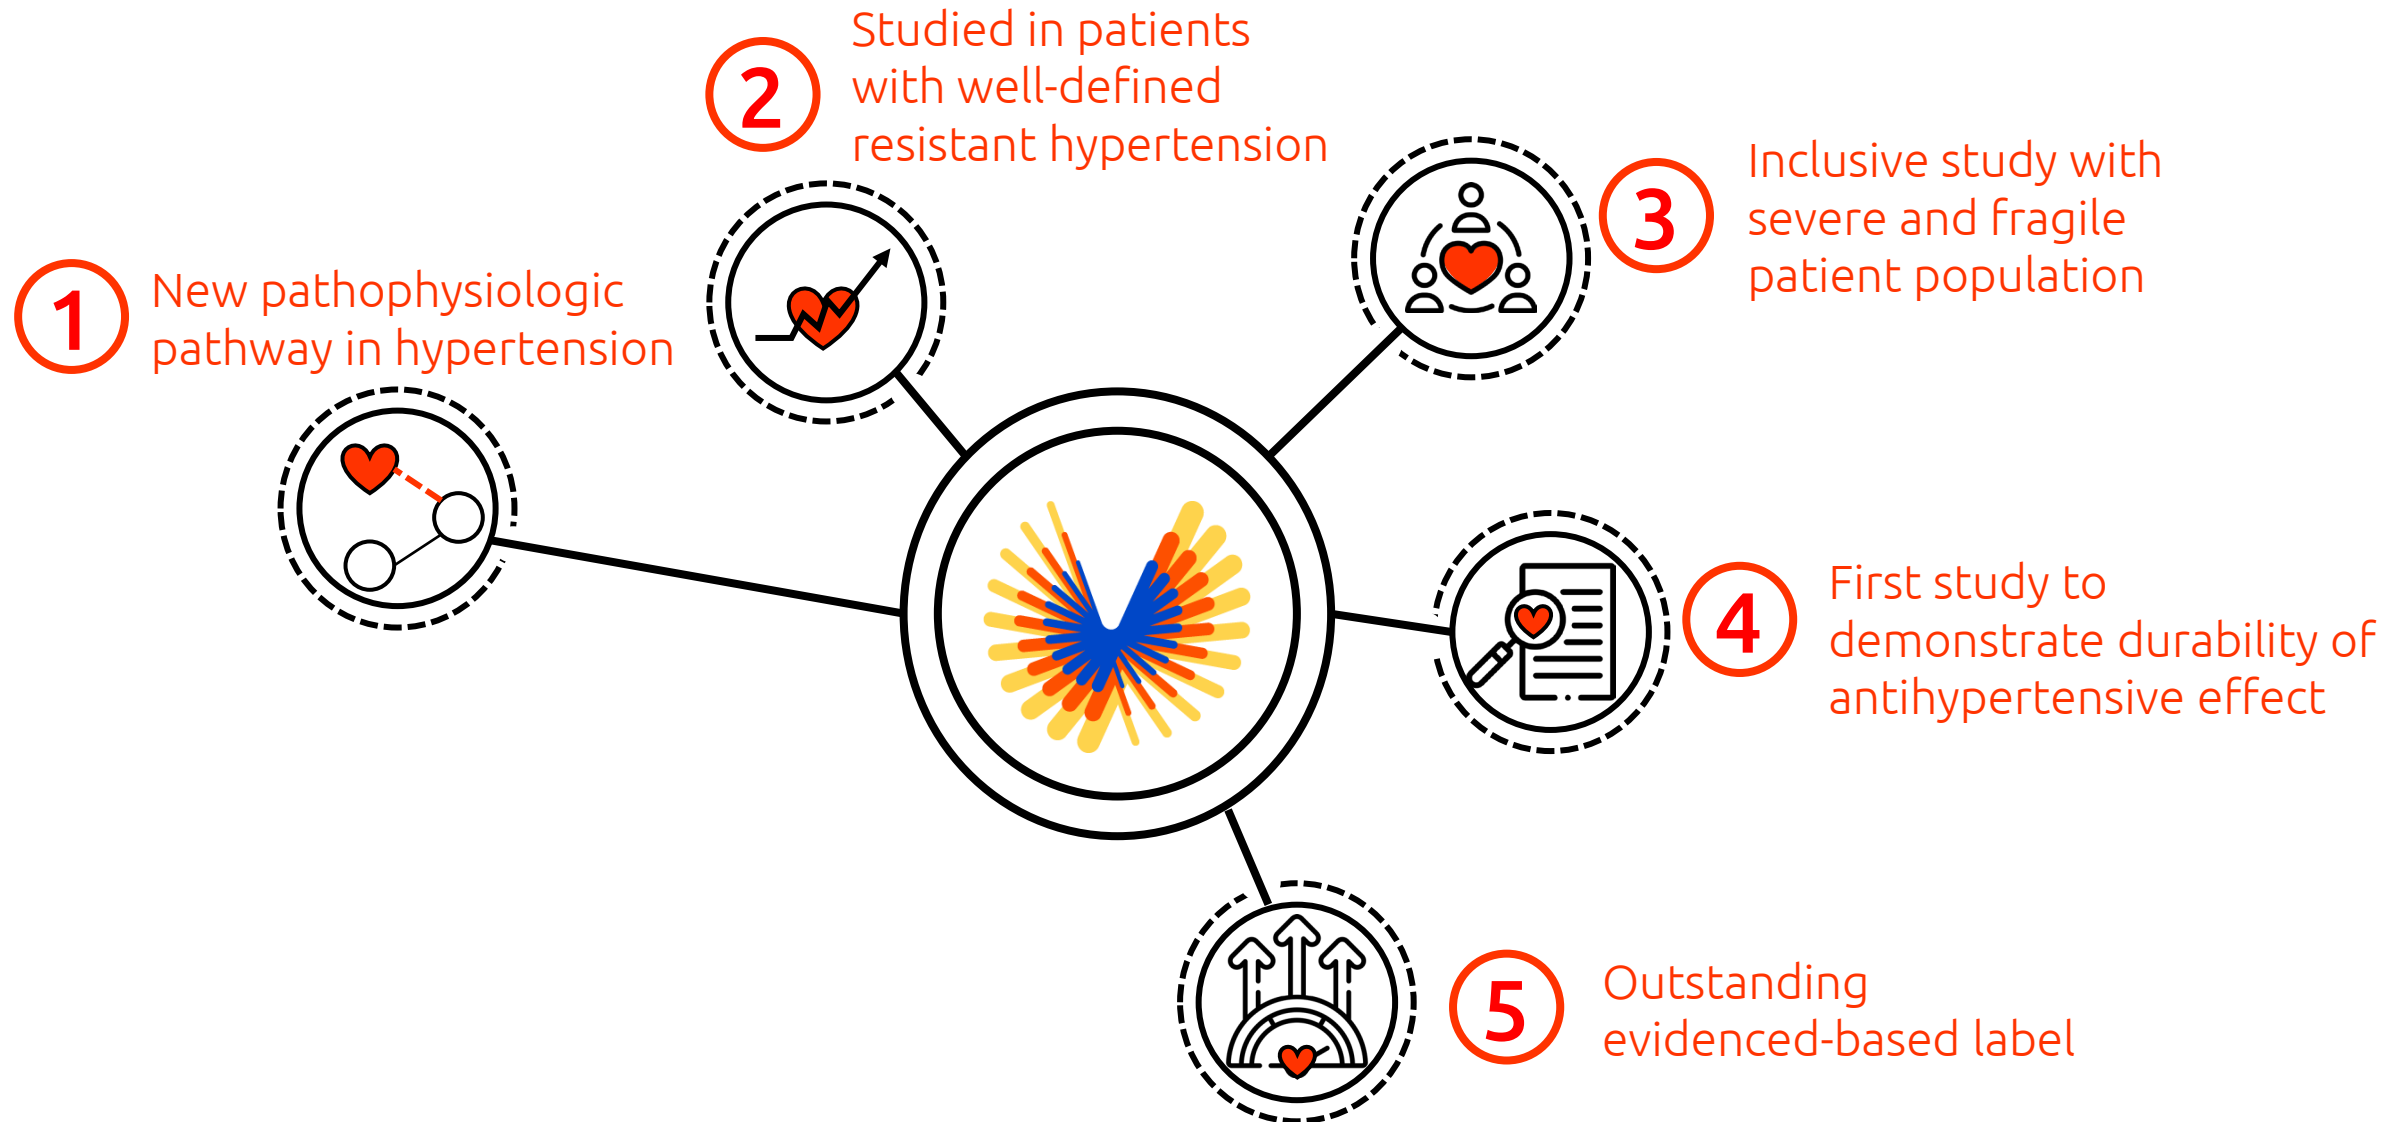 1
New pathophysiologic
pathway in hypertension
2
Studied in patients
with well-defined
resistant hypertension
3
Inclusive study with
severe and fragile
patient population
4
First study to
demonstrate durability of
antihypertensive effect
5
Outstanding
evidenced-based label